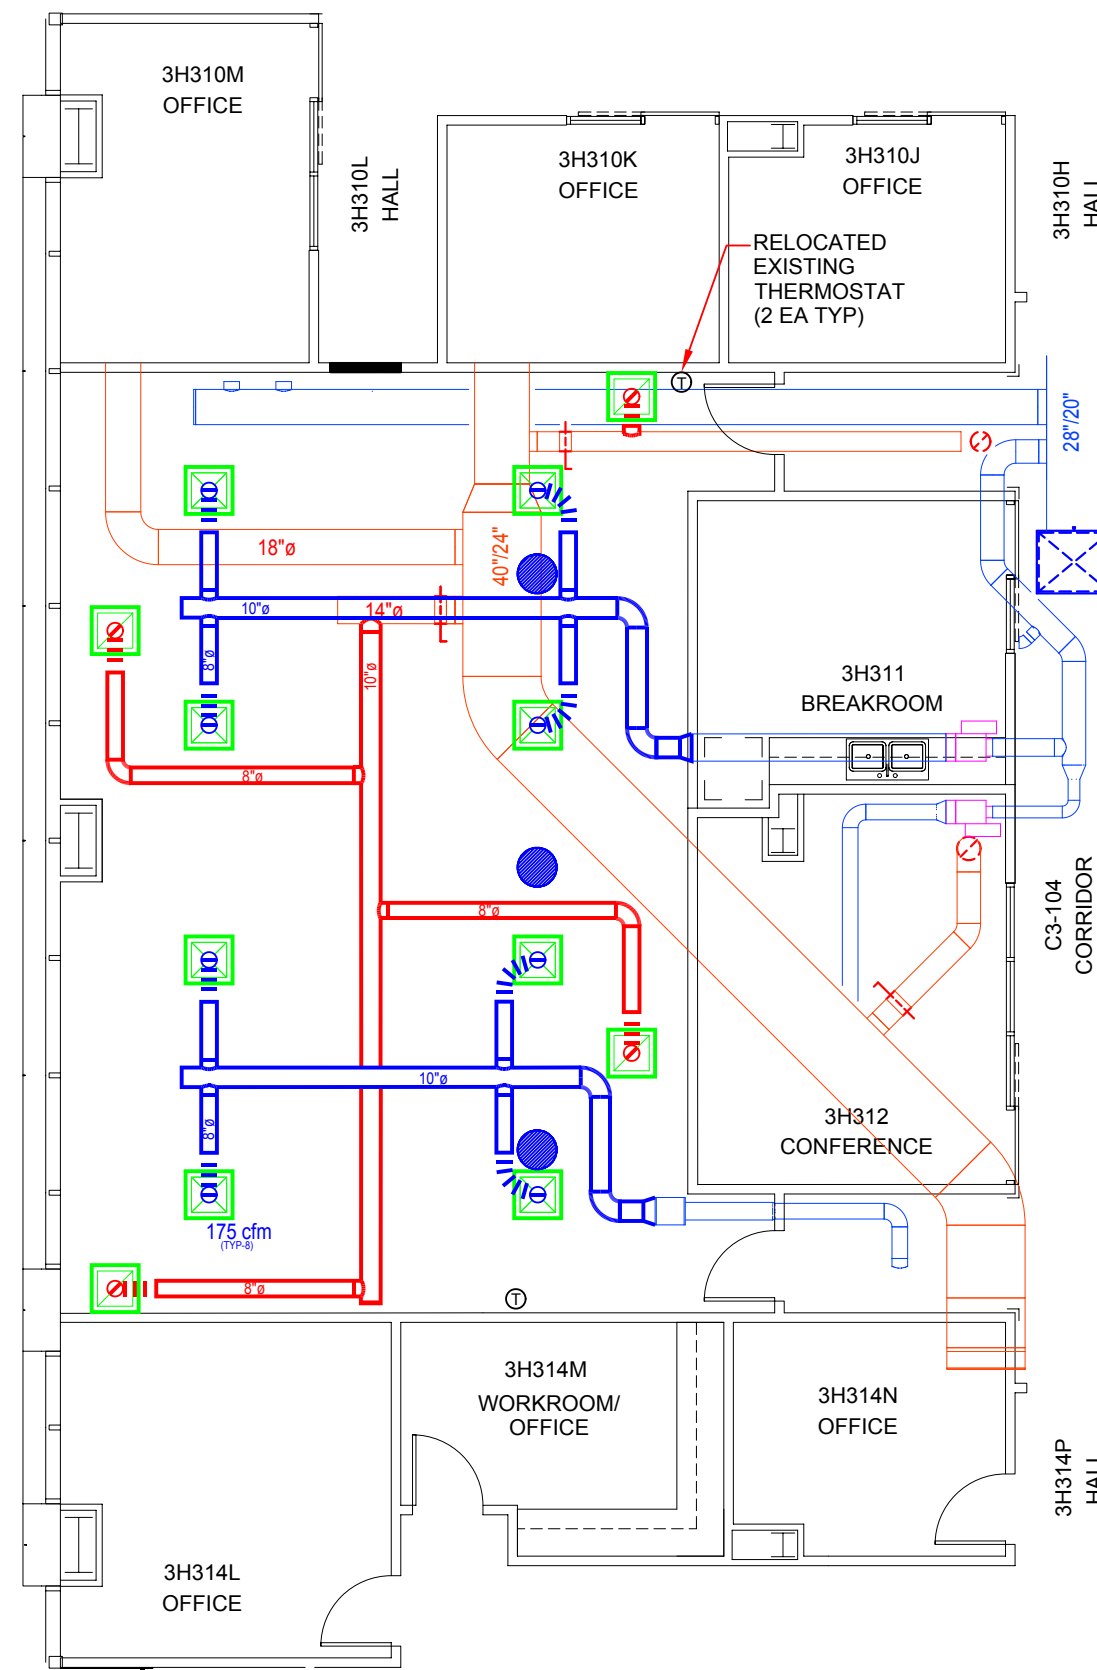 3H310M
OFFICE
3H310L
HALL
3H310K
OFFICE
3H310J
OFFICE
3H310H
HALL
RELOCATED
EXISTING
THERMOSTAT
(2 EA TYP)
T
28"/20"
18"ø
40"/24"
10"ø
14"ø
8"ø
10"ø
3H311
BREAKROOM
8"ø
C3-104
CORRIDOR
8"ø
10"ø
8"ø
3H312
CONFERENCE
175 cfm
(TYP-8)
8"ø
T
3H314M
WORKROOM/
OFFICE
3H314N
OFFICE
3H314P
HALL
3H314L
OFFICE